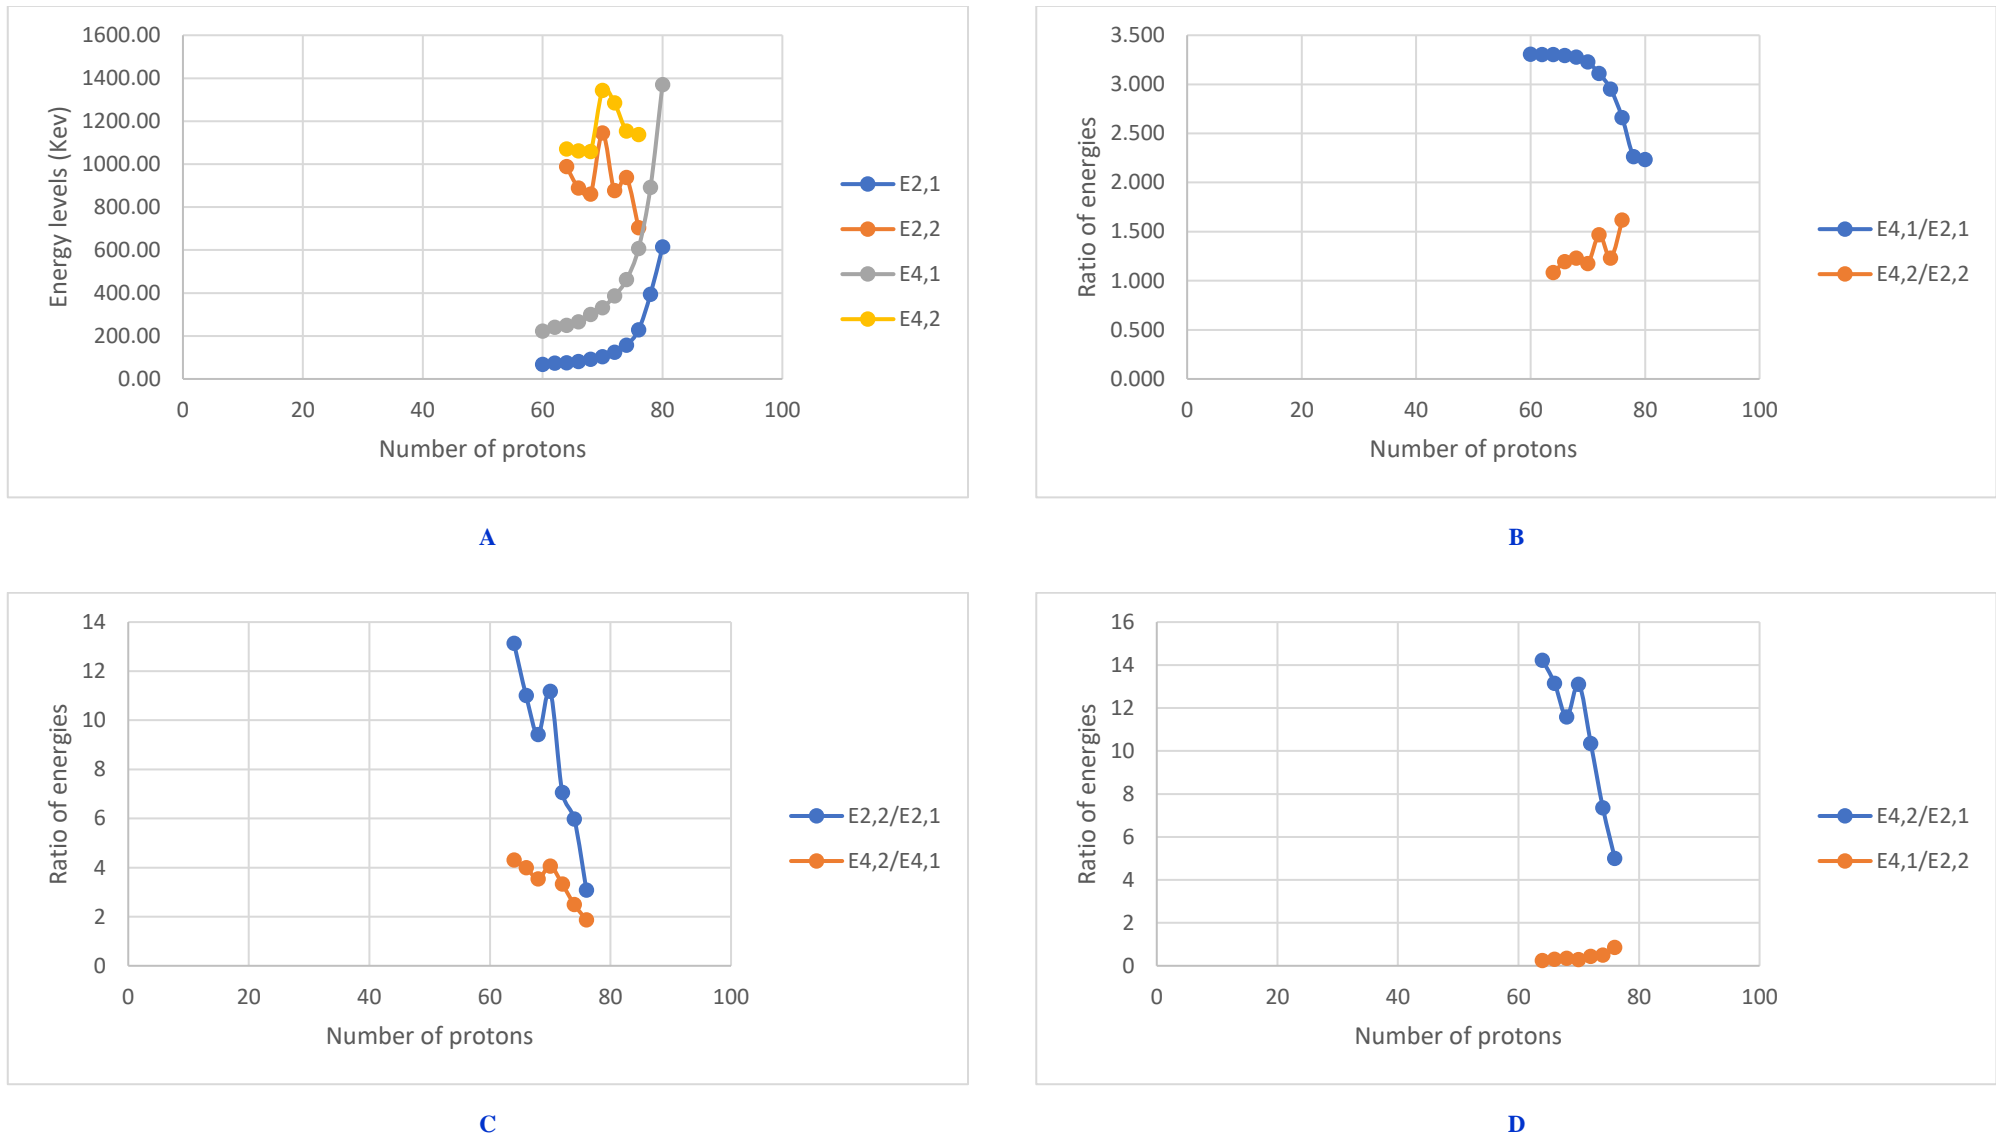 1600.00
1400.00
1200.00
1000.00
800.00
600.00
400.00
200.00
0.00
Energy levels (Kev)
0 20 40 60 80 100
Number of protons
E2,1
E2,2
E4,1
E4,2
A
3.500
3.000
2.500
2.000
1.500
1.000
0.500
0.000
Ratio of energies
0 20 40 60 80 100
Number of protons
E4,1/E2,1
E4,2/E2,2
B
14
12
10
8
6
4
2
0
Ratio of energies
0 20 40 60 80 100
Number of protons
E2,2/E2,1
E4,2/E4,1
C
16
14
12
10
8
6
4
2
0
Ratio of energies
0 20 40 60 80 100
Number of protons
E4,2/E2,1
E4,1/E2,2
D